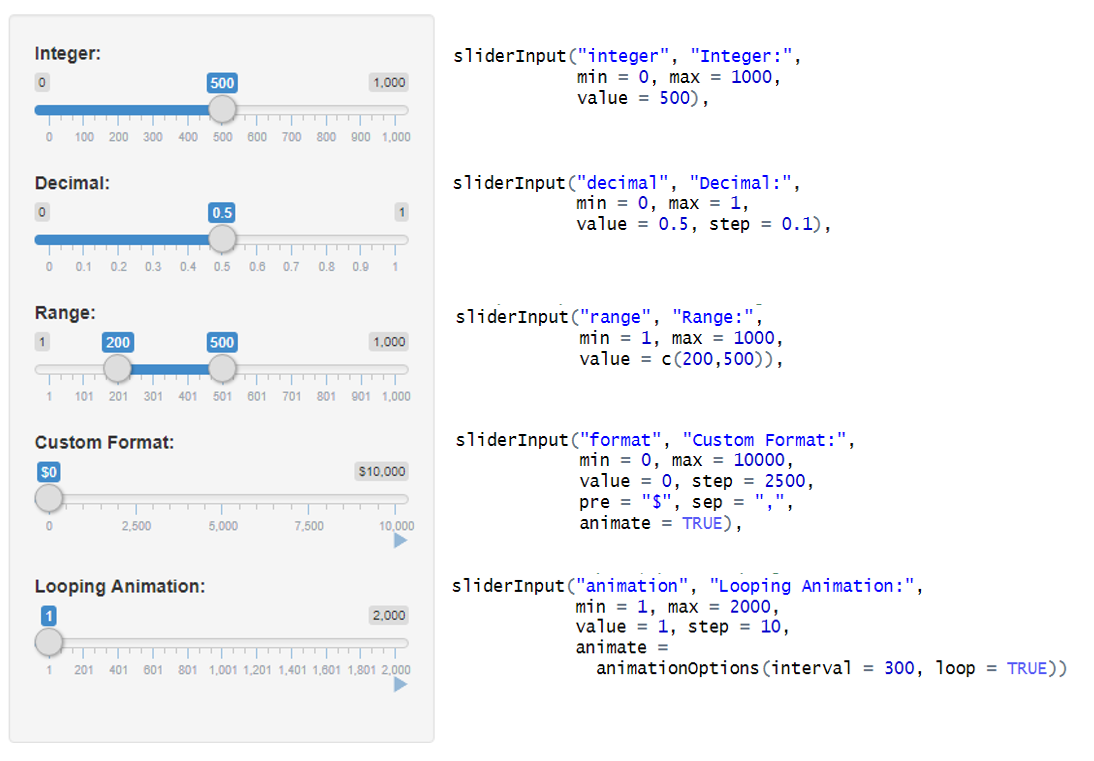 Integer:
0 500 1,000
0 100 200 300 400 500 600 700 800 900 1,000
sliderInput("integer", "Integer:",
min = 0, max = 1000,
value = 500),
Decimal:
0 0.5 1
0 0.1 0.2 0.3 0.4 0.5 0.6 0.7 0.8 0.9 1
sliderInput("decimal", "Decimal:",
min = 0, max = 1,
value = 0.5, step = 0.1),
Range:
1 200 500 1,000
1 101 201 301 401 501 601 701 801 901 1,000
sliderInput("range", "Range:",
min = 1, max = 1000,
value = c(200,500)),
Custom Format:
$0 $10,000
0 2,500 5,000 7,500 10,000
sliderInput("format", "Custom Format:",
min = 0, max = 10000,
value = 0, step = 2500,
pre = "$", sep = ",",
animate = TRUE),
Looping Animation:
1 2,000
1 201 401 601 801 1,001 1,201 1,401 1,601 1,801 2,000
sliderInput("animation", "Looping Animation:",
min = 1, max = 2000,
value = 1, step = 10,
animate =
animationOptions(interval = 300, loop = TRUE))